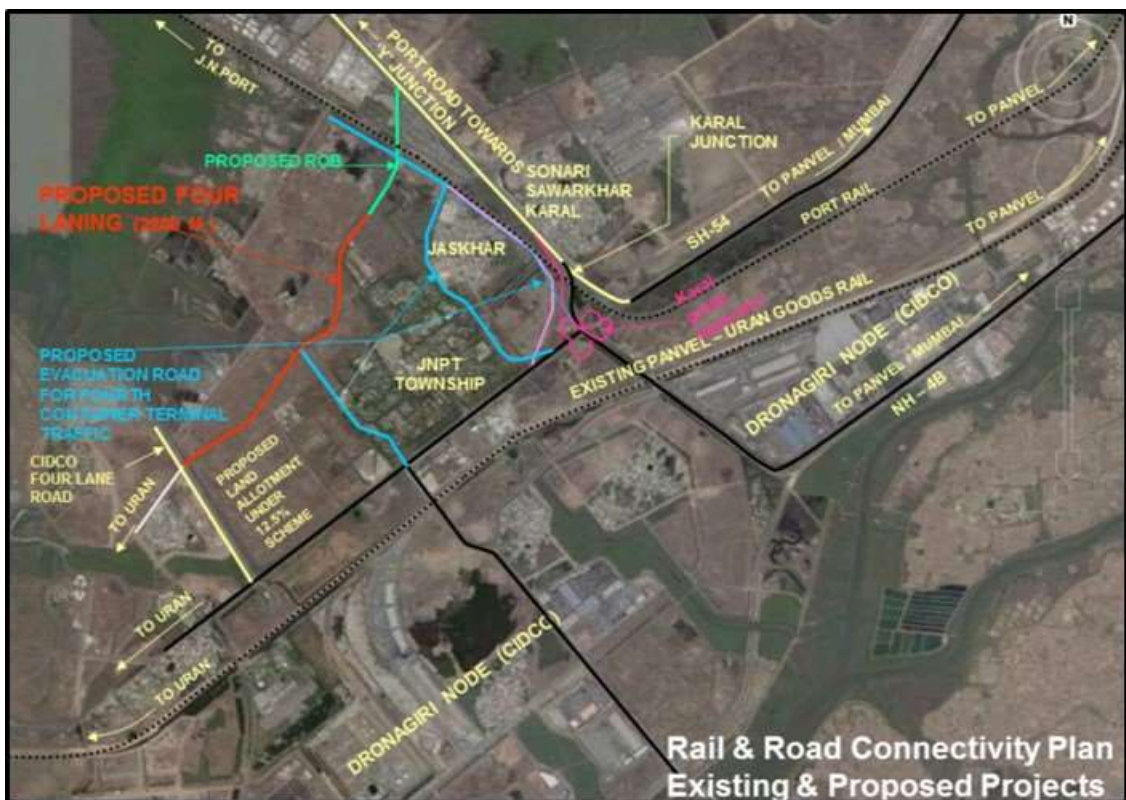 N
TO
J.N.PORT
PORT ROAD TOWARDS
"Y" JUNCTION
KARAL
JUNCTION
TO PANVEL
TO PANVEL / MUMBAI
PROPOSED ROB
SONARI
SAWARKHAR
KARAL
PROPOSED FOUR
LANING
SH-54
PORT RAIL
TO PANVEL
JASKHAR
Karal
EXISTING PANVEL – URAN GOODS RAIL
PROPOSED
EVACUATION ROAD
FOR FOURTH
CONTAINER TERMINAL
TRAFFIC
JNPT
TOWNSHIP
DRONAGIRI NODE (CIDCO)
TO PANVEL / MUMBAI
NH – 4B
CIDCO
FOUR LANE
ROAD
TO URAN
PROPOSED
LAND
ALLOTMENT
UNDER
12.5%
SCHEME
TO URAN
TO URAN
DRONAGIRI NODE (CIDCO)
Rail & Road Connectivity Plan
Existing & Proposed Projects